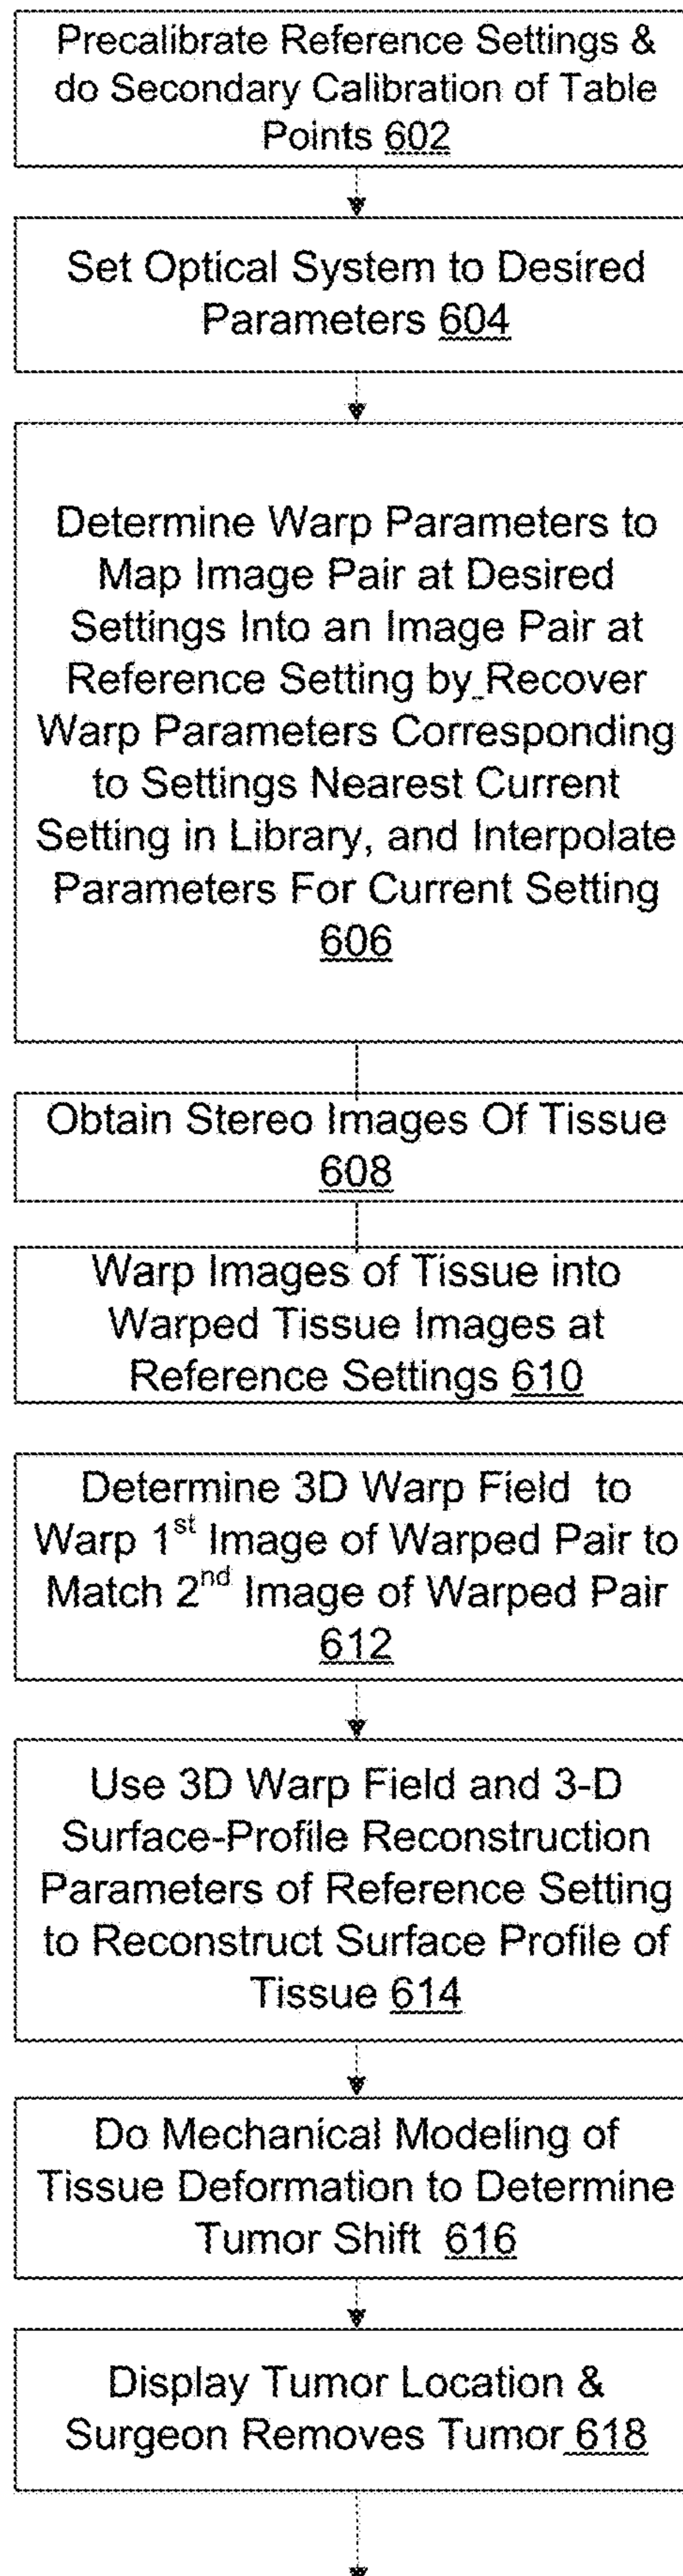 Precalibrate Reference Settings &
do Secondary Calibration of Table
Points 602
Set Optical System to Desired
Parameters 604
Determine Warp Parameters to
Map Image Pair at Desired
Settings Into an Image Pair at
Reference Setting by Recover
Warp Parameters Corresponding
to Settings Nearest Current
Setting in Library, and Interpolate
Parameters For Current Setting
606
Obtain Stereo Images Of Tissue
608
Warp Images of Tissue into
Warped Tissue Images at
Reference Settings 610
Determine 3D Warp Field to
Warp 1st Image of Warped Pair to
Match 2nd Image of Warped Pair
612
Use 3D Warp Field and 3-D
Surface-Profile Reconstruction
Parameters of Reference Setting
to Reconstruct Surface Profile of
Tissue 614
Do Mechanical Modeling of
Tissue Deformation to Determine
Tumor Shift 616
Display Tumor Location &
Surgeon Removes Tumor 618